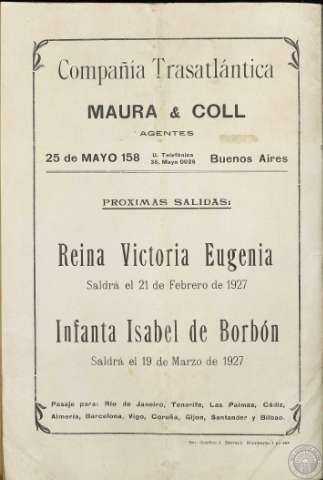 Compañía Trasatlántica
MAURA & COLL
AGENTES
25 de MAYO 158 U. Telefónica Buenos Aires
35, Mayo
PROXIMAS SALIDAS:
Reina Victoria Eugenia
Saldrá el 21 de Febrero de 1927
Infanta Isabel de Borbón
Saldrá el 19 de Marzo de 1927
Pasaje para: Río de Janeiro, Tenerife, Las Palmas, Cádiz,
Almería, Barcelona, Vigo, Coruña, Gijon, Santander y Bilbao.